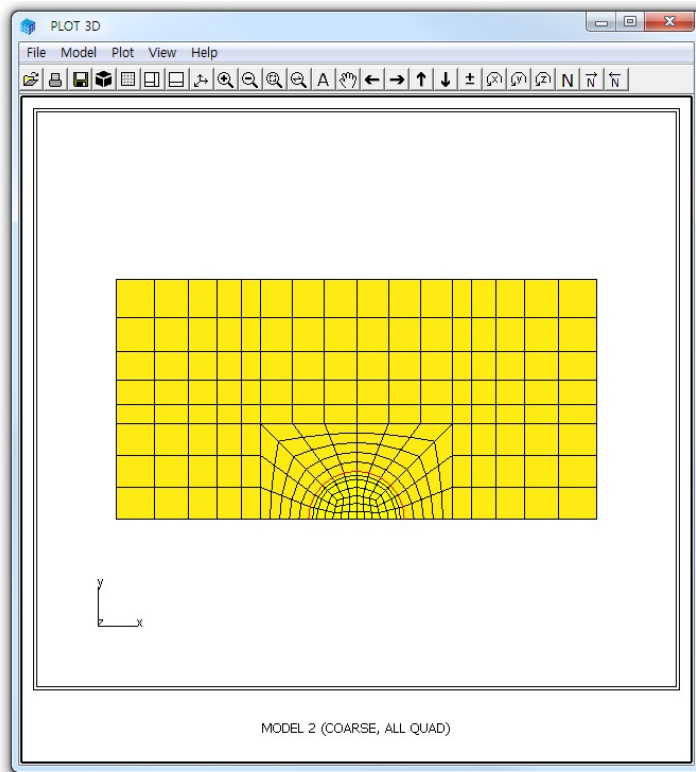 PLOT 3D
File Model Plot View Help
A ± x y z N N N
y
z x
MODEL 2 (COARSE, ALL QUAD)